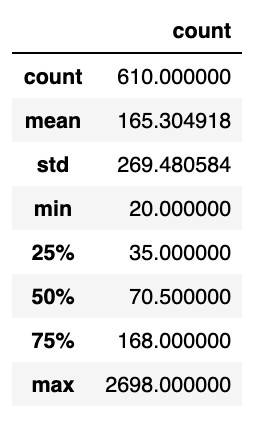 count
count 610.000000
mean 165.304918
std 269.480584
min 20.000000
25% 35.000000
50% 70.500000
75% 168.000000
max 2698.000000